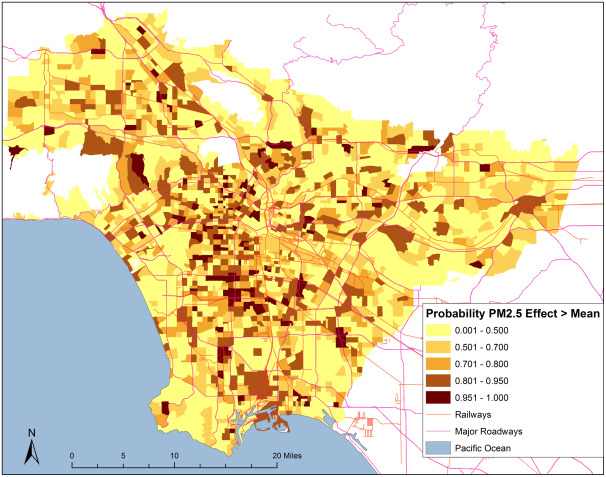 Probability PM2.5 Effect > Mean
0.001 - 0.500
0.501 - 0.700
0.701 - 0.800
0.801 - 0.950
0.951 - 1.000
Railways
Major Roadways
Pacific Ocean
N
0 5 10 20 Miles